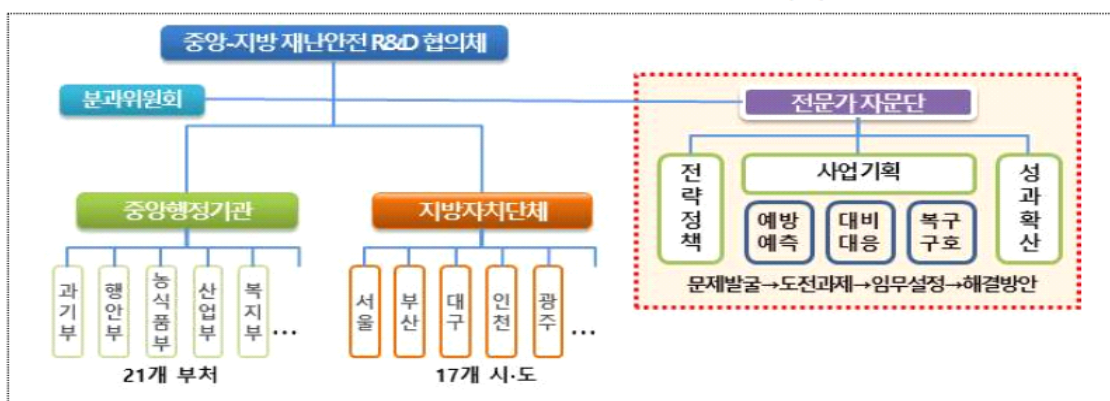 중앙-지방 재난안전 R&D 협의체
분과위원회
전문가 자문단
전략정책
사업 기획
성과확산
예방
예측
대비
대응
복구
구호
문제발굴→도전과제→임무설정→해결방안
중앙행정기관
지방자치단체
과기부
행안부
농식품부
산업부
복지부
...
서울
부산
대구
인천
광주
...
21개 부처
17개 시·도